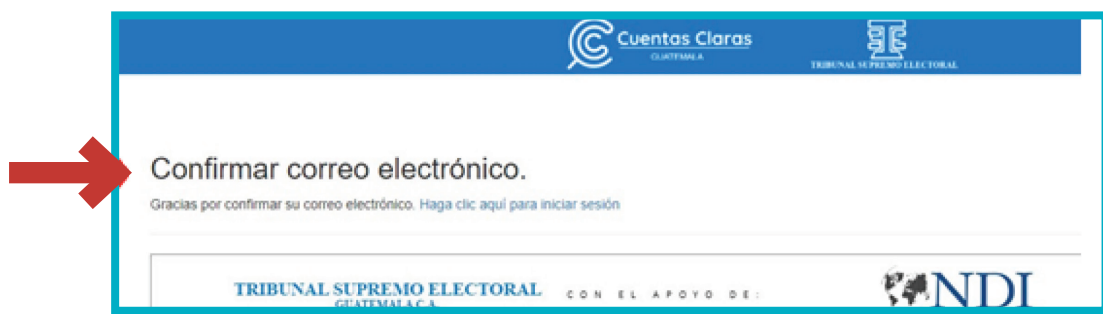 Cuentas Claras
GUATEMALA
TRIBUNAL SUPREMO ELECTORAL
Confirmar correo electrónico.
Gracias por confirmar su correo electrónico. Haga clic aquí para iniciar sesión
TRIBUNAL SUPREMO ELECTORAL
GUATEMALA C.A.
CON EL APOYO DE:
NDI